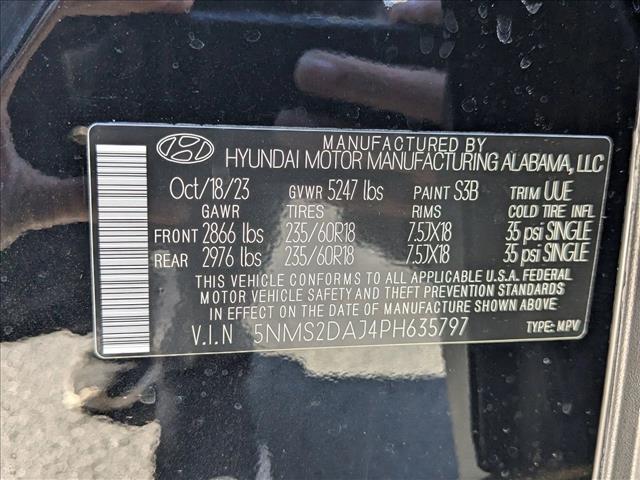 MANUFACTURED BY
HYUNDAI MOTOR MANUFACTURING ALABAMA, LLC
Oct/18/23 GVWR 5247 lbs PAINT S3B TRIM UUE
GAWR TIRES RIMS COLD TIRE INFL
FRONT 2866 lbs 235/60R18 7.5JX18 35 psi SINGLE
REAR 2976 lbs 235/60R18 7.5JX18 35 psi SINGLE
THIS VEHICLE CONFORMS TO ALL APPLICABLE U.S.A. FEDERAL
MOTOR VEHICLE SAFETY AND THEFT PREVENTION STANDARDS
IN EFFECT ON THE DATE OF MANUFACTURE SHOWN ABOVE
V.I.N 5NMS2DAJ4PH635797 TYPE: MPV